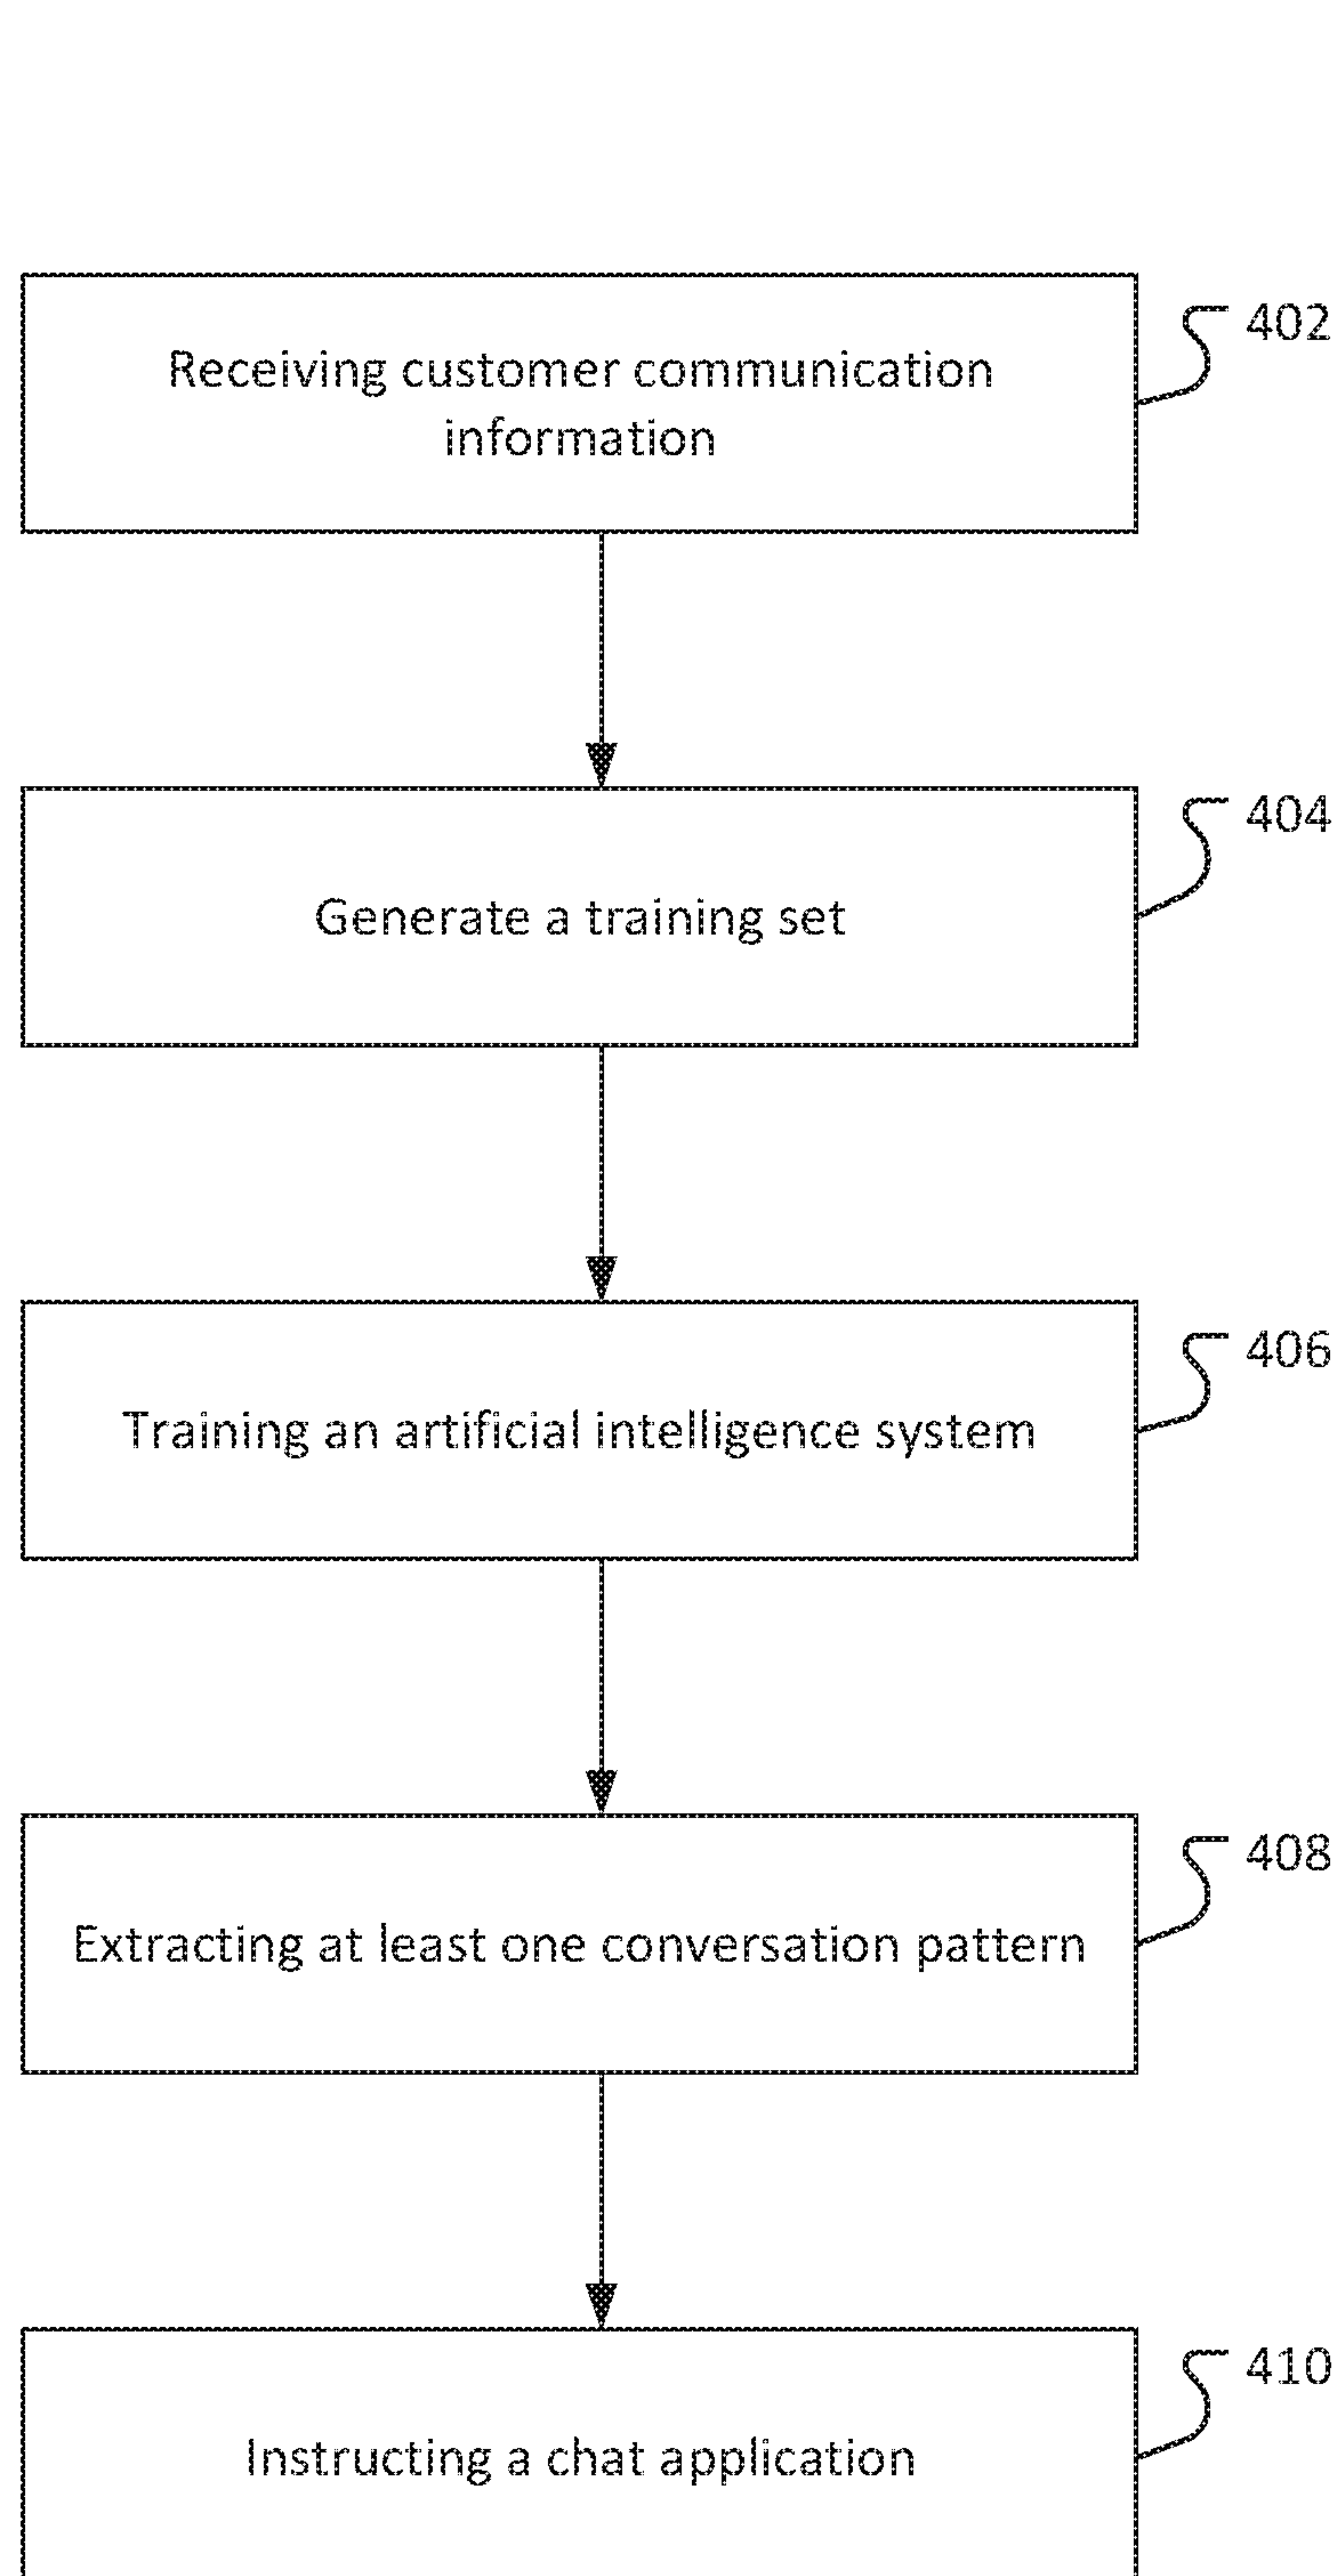 402
Receiving customer communication
information
404
Generate a training set
406
Training an artificial intelligence system
408
Extracting at least one conversation pattern
410
Instructing a chat application